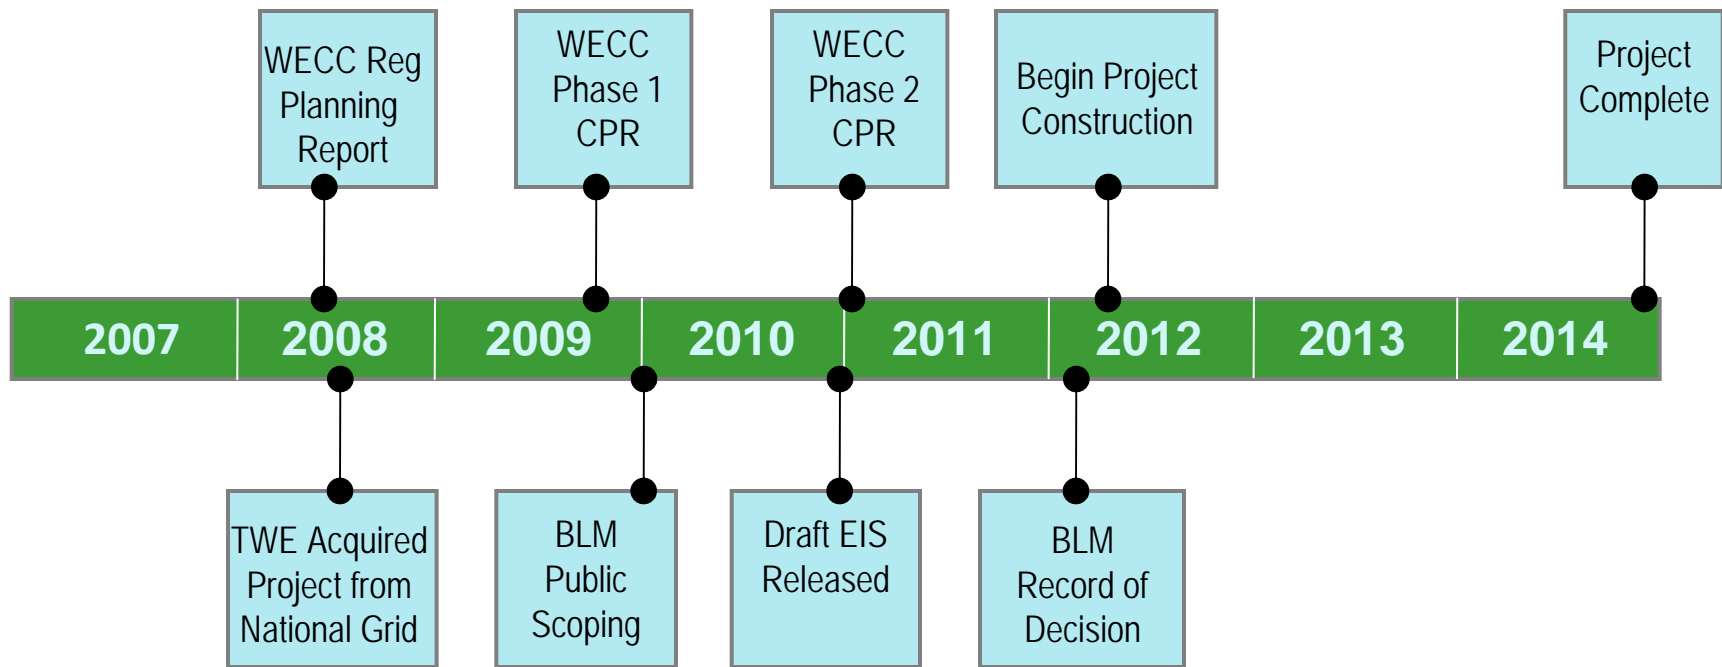 WECC Reg
Planning
Report
WECC
Phase 1
CPR
WECC
Phase 2
CPR
Begin Project
Construction
Project
Complete
2007
2008
2009
2010
2011
2012
2013
2014
TWE Acquired
Project from
National Grid
BLM
Public
Scoping
Draft EIS
Released
BLM
Record of
Decision